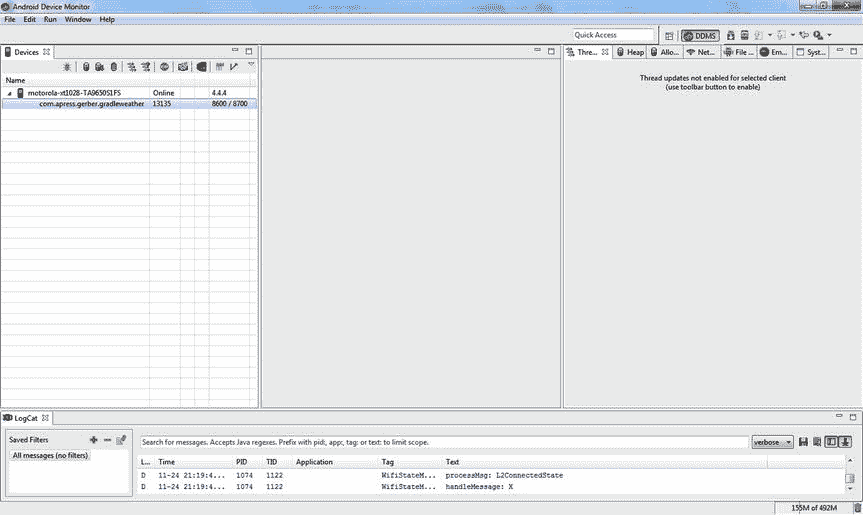 Android Device Monitor
File Edit Run Window Help
Quick Access
DDMS
Devices
Name
motorola-xt1028-TA9650S1FS Online 4.4.4
com.apress.gerber.gradleweather 13135 8600 / 8700
Thre... Heap Allo... Net... File ... Em... Syst...
Thread updates not enabled for selected client
(use toolbar button to enable)
LogCat
Saved Filters
All messages (no filters)
Search for messages. Accepts Java regexes. Prefix with pid:, app:, tag: or text: to limit scope.
verbose
L... Time PID TID Application Tag Text
D 11-24 21:19:4... 1074 1122 WifiStateM... processMsg: L2ConnectedState
D 11-24 21:19:4... 1074 1122 WifiStateM... handleMessage: X
155M of 492M